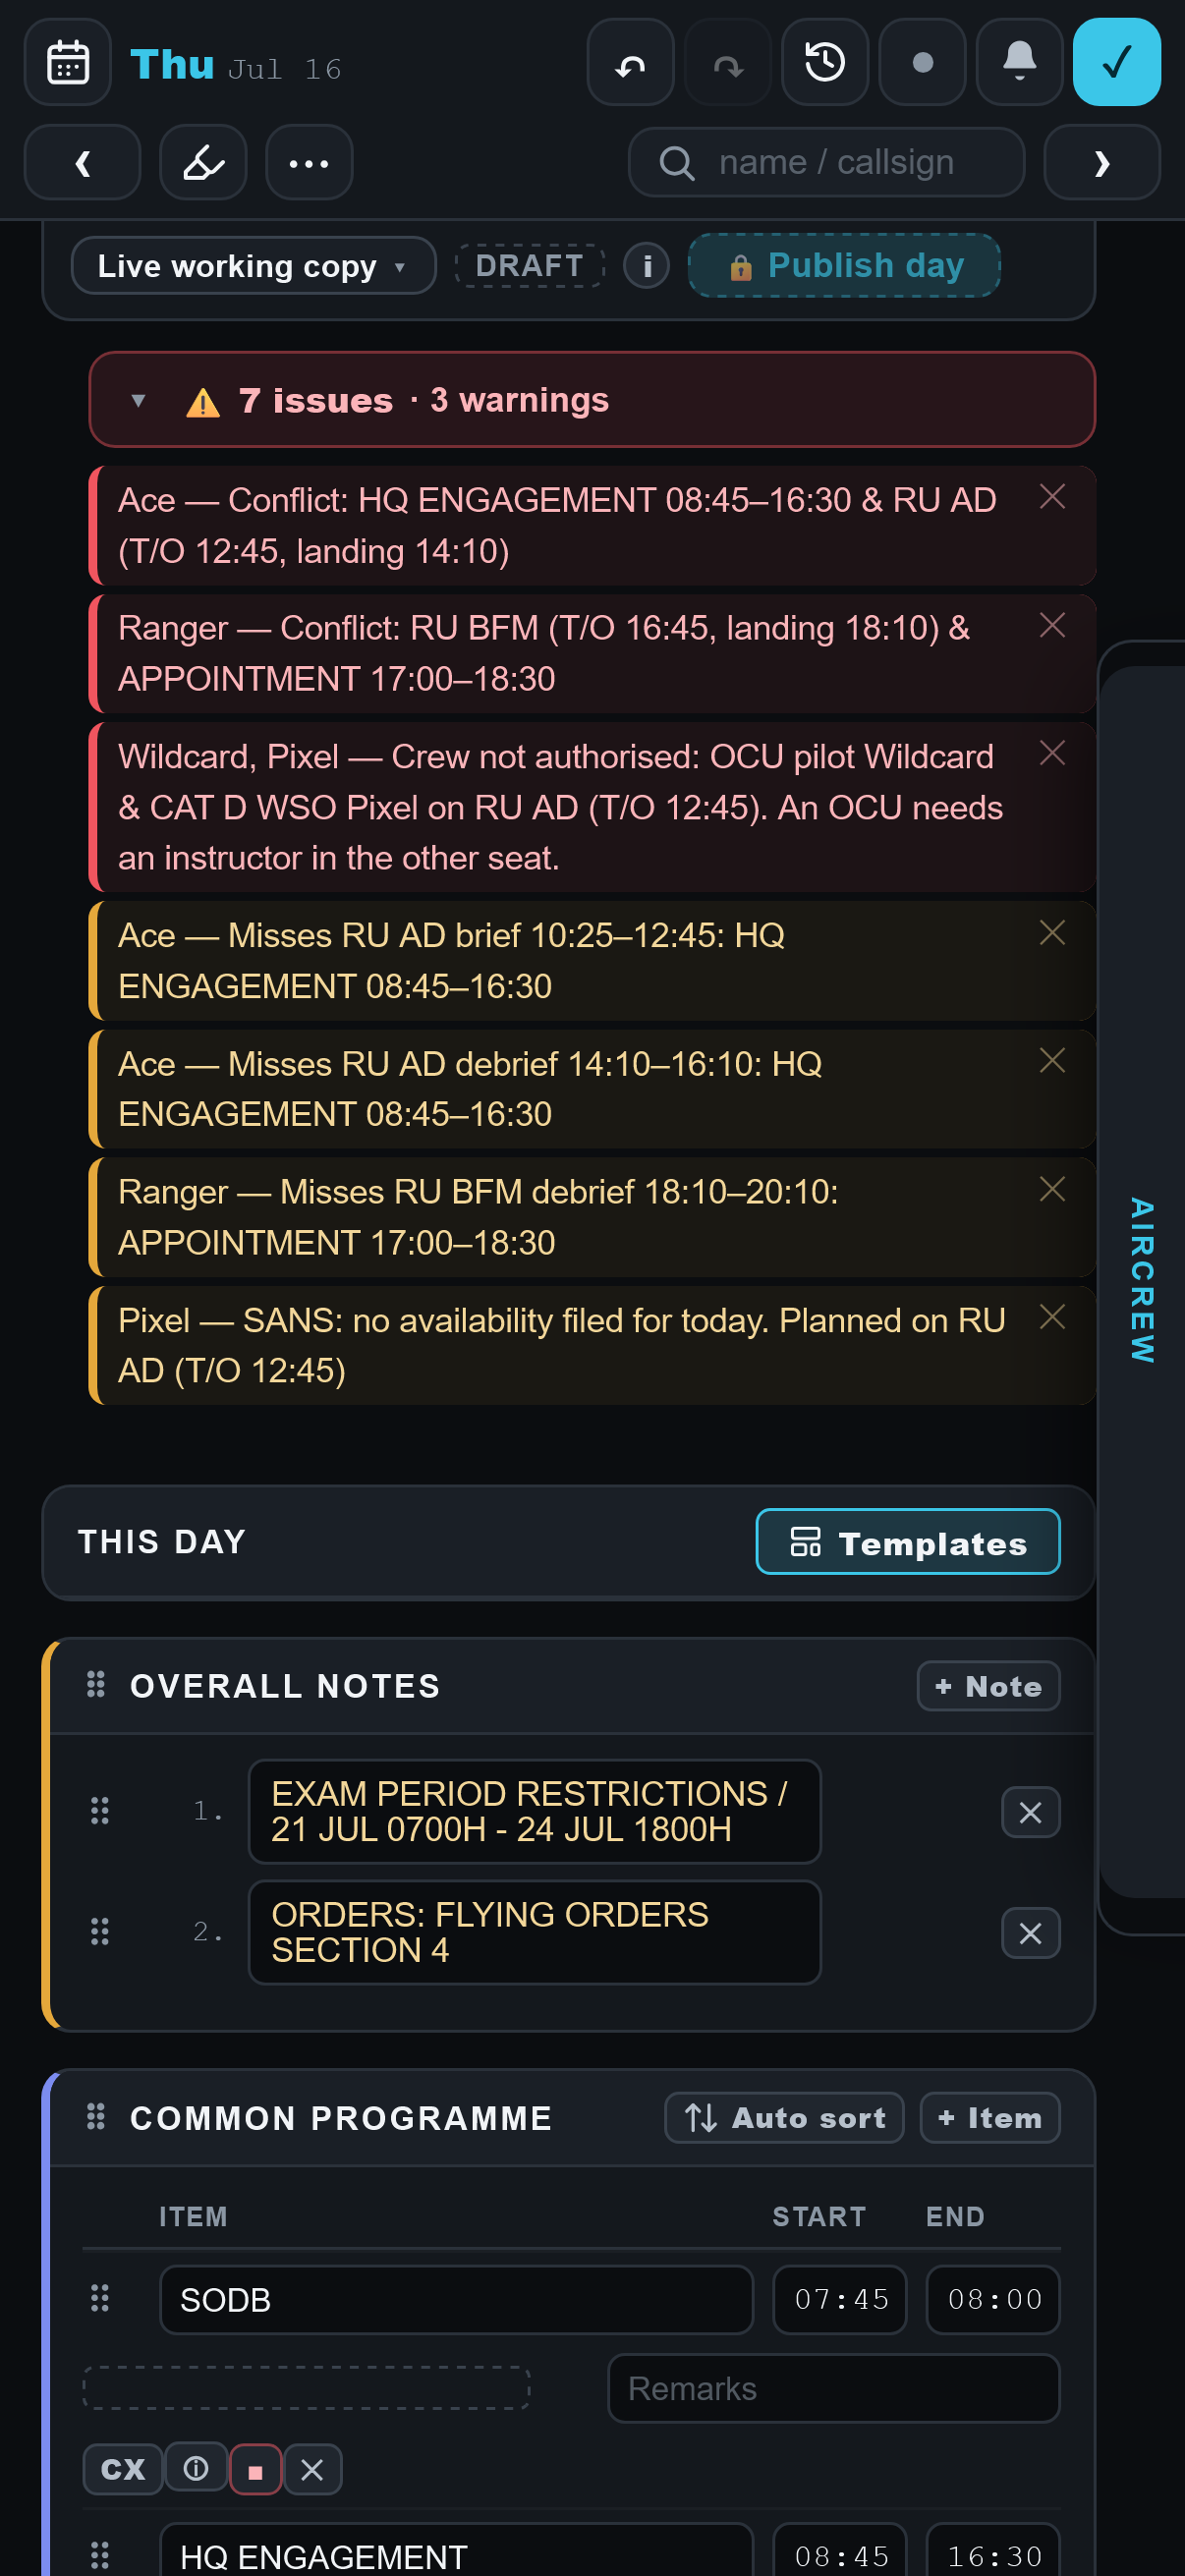 Thu Jul 16
name / callsign
Live working copy DRAFT i Publish day
7 issues · 3 warnings
Ace — Conflict: HQ ENGAGEMENT 08:45–16:30 & RU AD
(T/O 12:45, landing 14:10)
Ranger — Conflict: RU BFM (T/O 16:45, landing 18:10) &
APPOINTMENT 17:00–18:30
Wildcard, Pixel — Crew not authorised: OCU pilot Wildcard
& CAT D WSO Pixel on RU AD (T/O 12:45). An OCU needs
an instructor in the other seat.
Ace — Misses RU AD brief 10:25–12:45: HQ
ENGAGEMENT 08:45–16:30
Ace — Misses RU AD debrief 14:10–16:10: HQ
ENGAGEMENT 08:45–16:30
Ranger — Misses RU BFM debrief 18:10–20:10:
APPOINTMENT 17:00–18:30
Pixel — SANS: no availability filed for today. Planned on RU
AD (T/O 12:45)
AIRCREW
THIS DAY Templates
OVERALL NOTES + Note
1. EXAM PERIOD RESTRICTIONS /
21 JUL 0700H - 24 JUL 1800H
2. ORDERS: FLYING ORDERS
SECTION 4
COMMON PROGRAMME Auto sort + Item
ITEM START END
SODB 07:45 08:00
Remarks
CX
HQ ENGAGEMENT 08:45 16:30